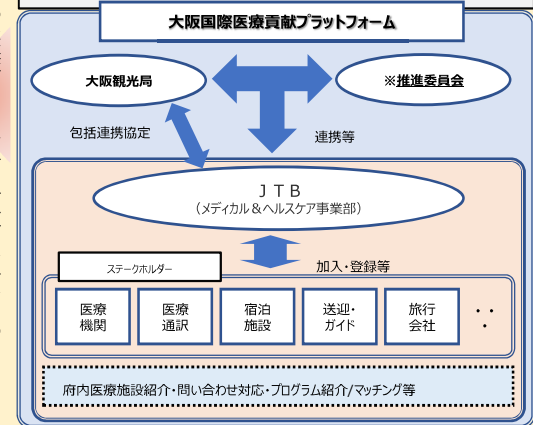 大阪国際医療貢献プラットフォーム
大阪観光局
※推進委員会
包括連携協定
連携等
JTB
(メディカル&ヘルスケア事業部)
ステークホルダー
加入・登録等
医療
機関
医療
通訳
宿泊
施設
送迎・
ガイド
旅行
会社
・・
・
府内医療施設紹介・問い合わせ対応・プログラム紹介/マッチング等